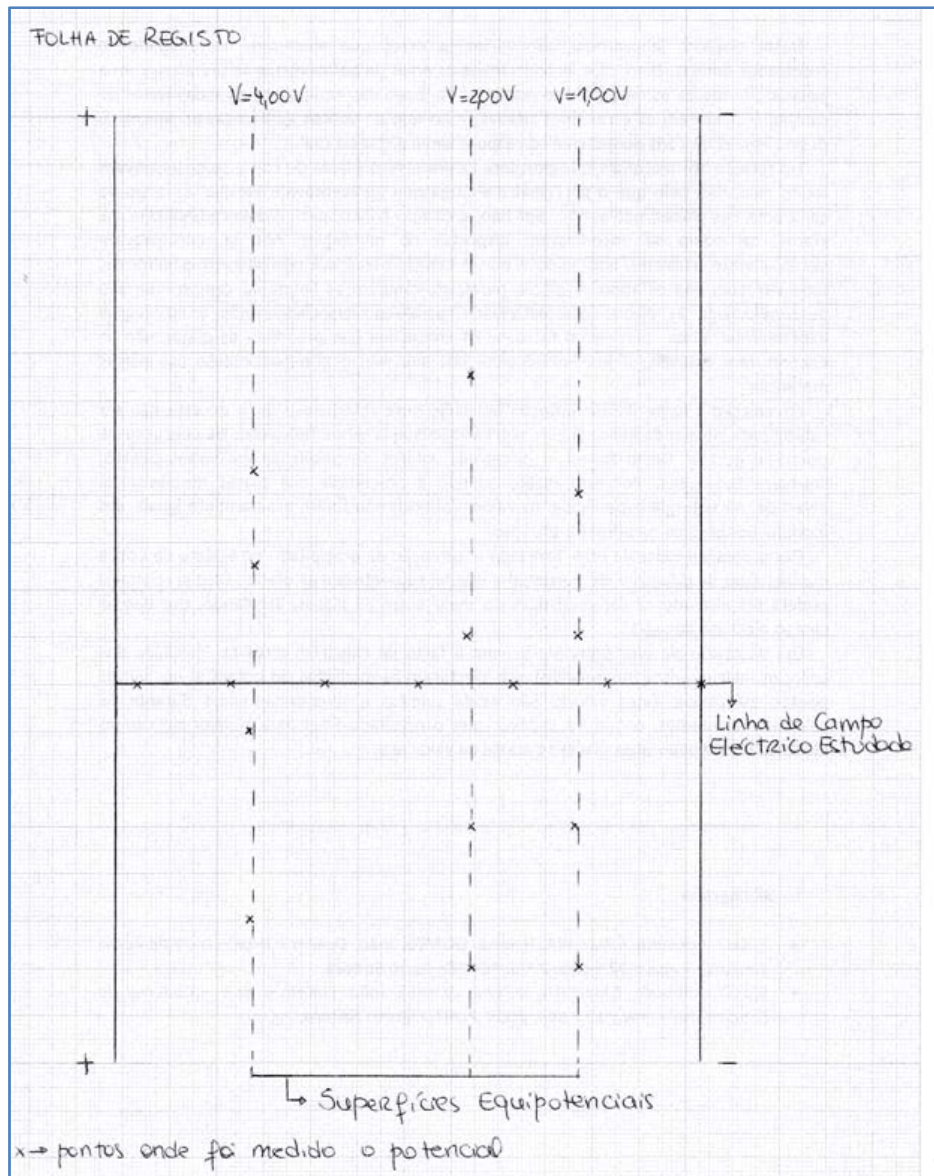 FOLHA DE REGISTO
V=4,00V V=2,00V V=1,00V
+ -
Linha de Campo
Eléctrico Estudado
+ -
Superfícies Equipotenciais
x→ pontos onde foi medido o potencial